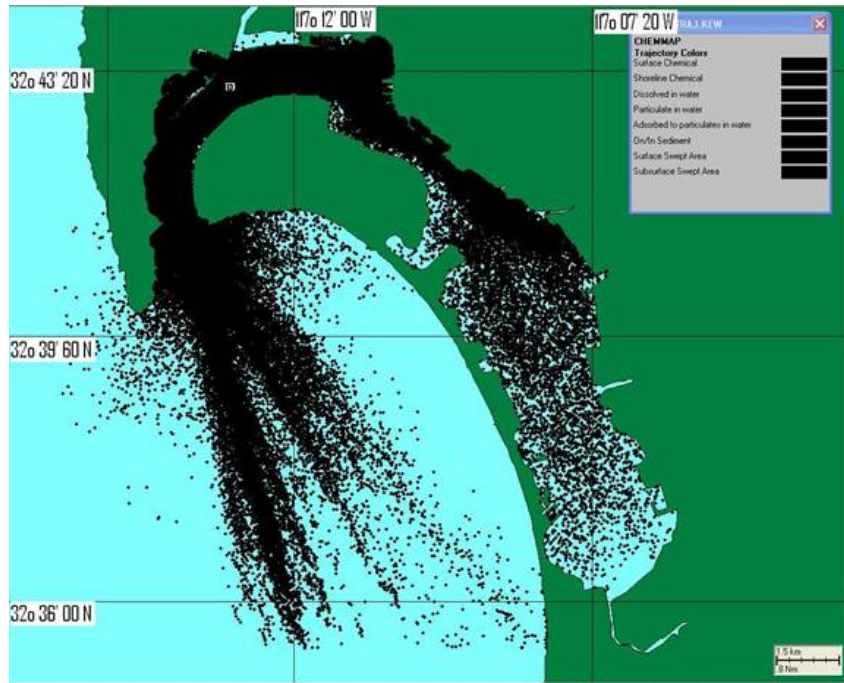 117o 12' 00 W
117o 07' 20 W
RAJ.KEW
CHEMMAP
Trajectory Colors
Surface Chemical
Shoreline Chemical
Dissolved in water
Particulate in water
Adsorbed to particulates in water
On/In Sediment
Surface Swept Area
Subsurface Swept Area
32o 43' 20 N
32o 39' 60 N
32o 36' 00 N
1.5 km
.8 Nm